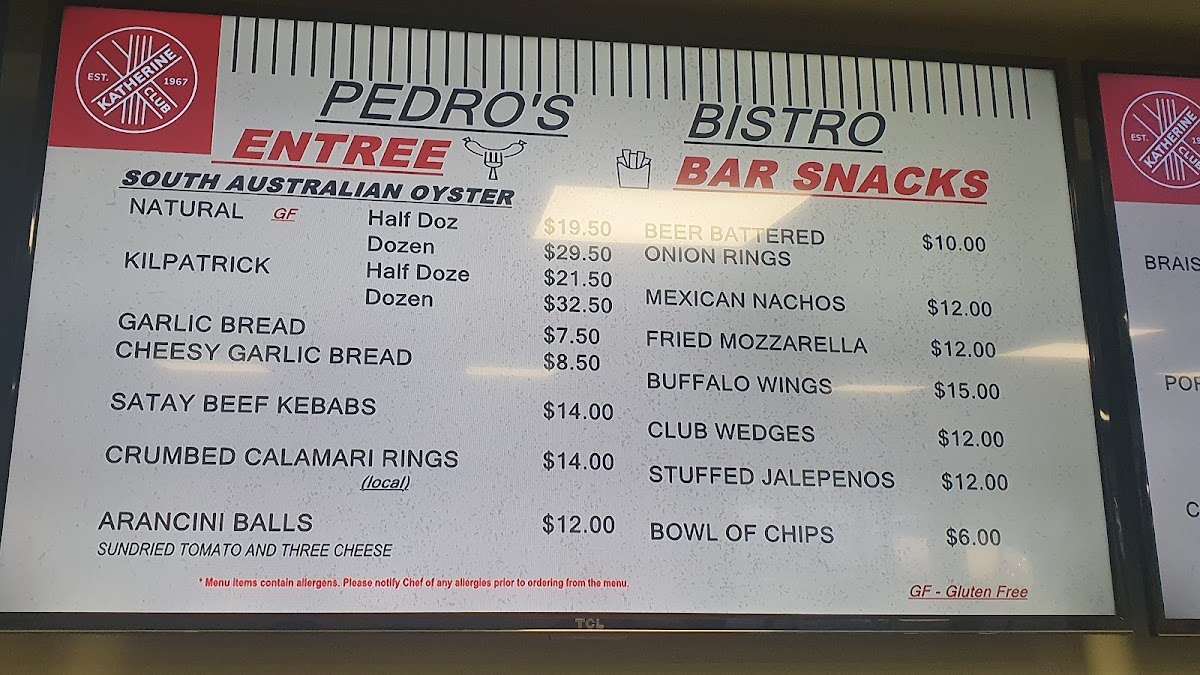 EST. 1967
KATHERINE
CLUB
PEDRO'S BISTRO
ENTREE
SOUTH AUSTRALIAN OYSTER
NATURAL GF Half Doz $19.50
Dozen $29.50
KILPATRICK Half Doze $21.50
Dozen $32.50
GARLIC BREAD $7.50
CHEESY GARLIC BREAD $8.50
SATAY BEEF KEBABS $14.00
CRUMBED CALAMARI RINGS $14.00
(local)
ARANCINI BALLS $12.00
SUNDRIED TOMATO AND THREE CHEESE
BAR SNACKS
BEER BATTERED $10.00
ONION RINGS
MEXICAN NACHOS $12.00
FRIED MOZZARELLA $12.00
BUFFALO WINGS $15.00
CLUB WEDGES $12.00
STUFFED JALEPENOS $12.00
BOWL OF CHIPS $6.00
* Menu items contain allergens. Please notify Chef of any allergies prior to ordering from the menu.
GF - Gluten Free
TCL
EST.
KATHERINE
BRAIS